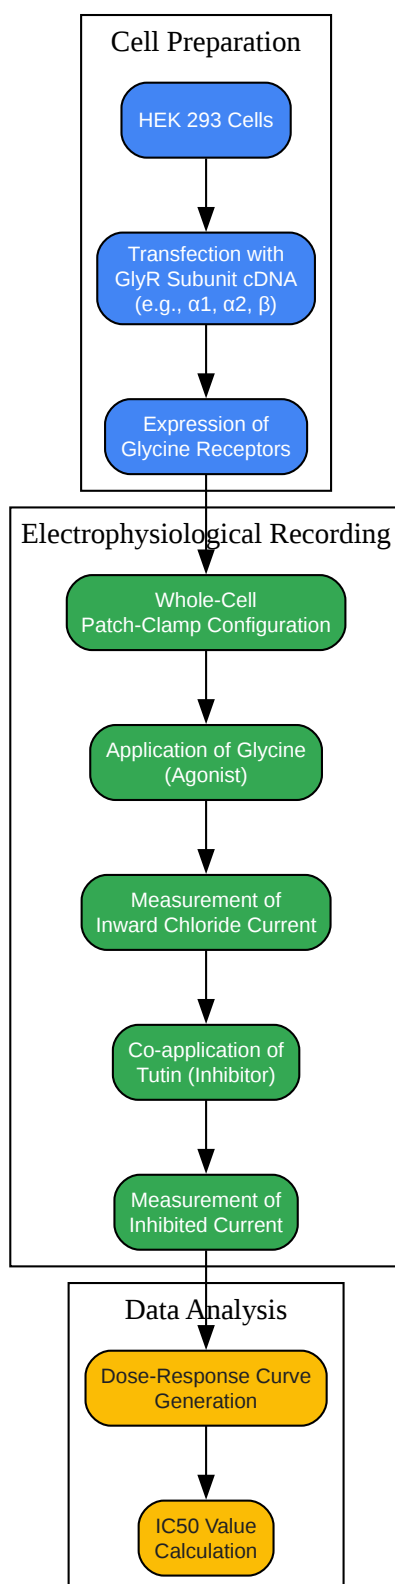 Cell Preparation
HEK 293 Cells
Transfection with
GlyR Subunit cDNA
(e.g., α1, α2, β)
Expression of
Glycine Receptors
Electrophysiological Recording
Whole-Cell
Patch-Clamp Configuration
Application of Glycine
(Agonist)
Measurement of
Inward Chloride Current
Co-application of
Tutin (Inhibitor)
Measurement of
Inhibited Current
Data Analysis
Dose-Response Curve
Generation
IC50 Value
Calculation